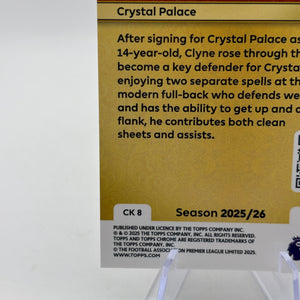 Crystal Palace
After signing for Crystal Palace as
14-year-old, Clyne rose through th
become a key defender for Crysta
enjoying two separate spells at th
modern full-back who defends we
and has the ability to get up and d
flank, he contributes both clean
sheets and assists.
CK 8
Season 2025/26
PUBLISHED UNDER LICENCE BY THE TOPPS COMPANY, INC.
® & © 2025 THE TOPPS COMPANY, INC. ALL RIGHTS RESERVED.
TOPPS AND TOPPS CHROME ARE REGISTERED TRADEMARKS OF
THE TOPPS COMPANY, INC.
© THE FOOTBALL ASSOCIATION PREMIER LEAGUE LIMITED 2025.
WWW.TOPPS.COM